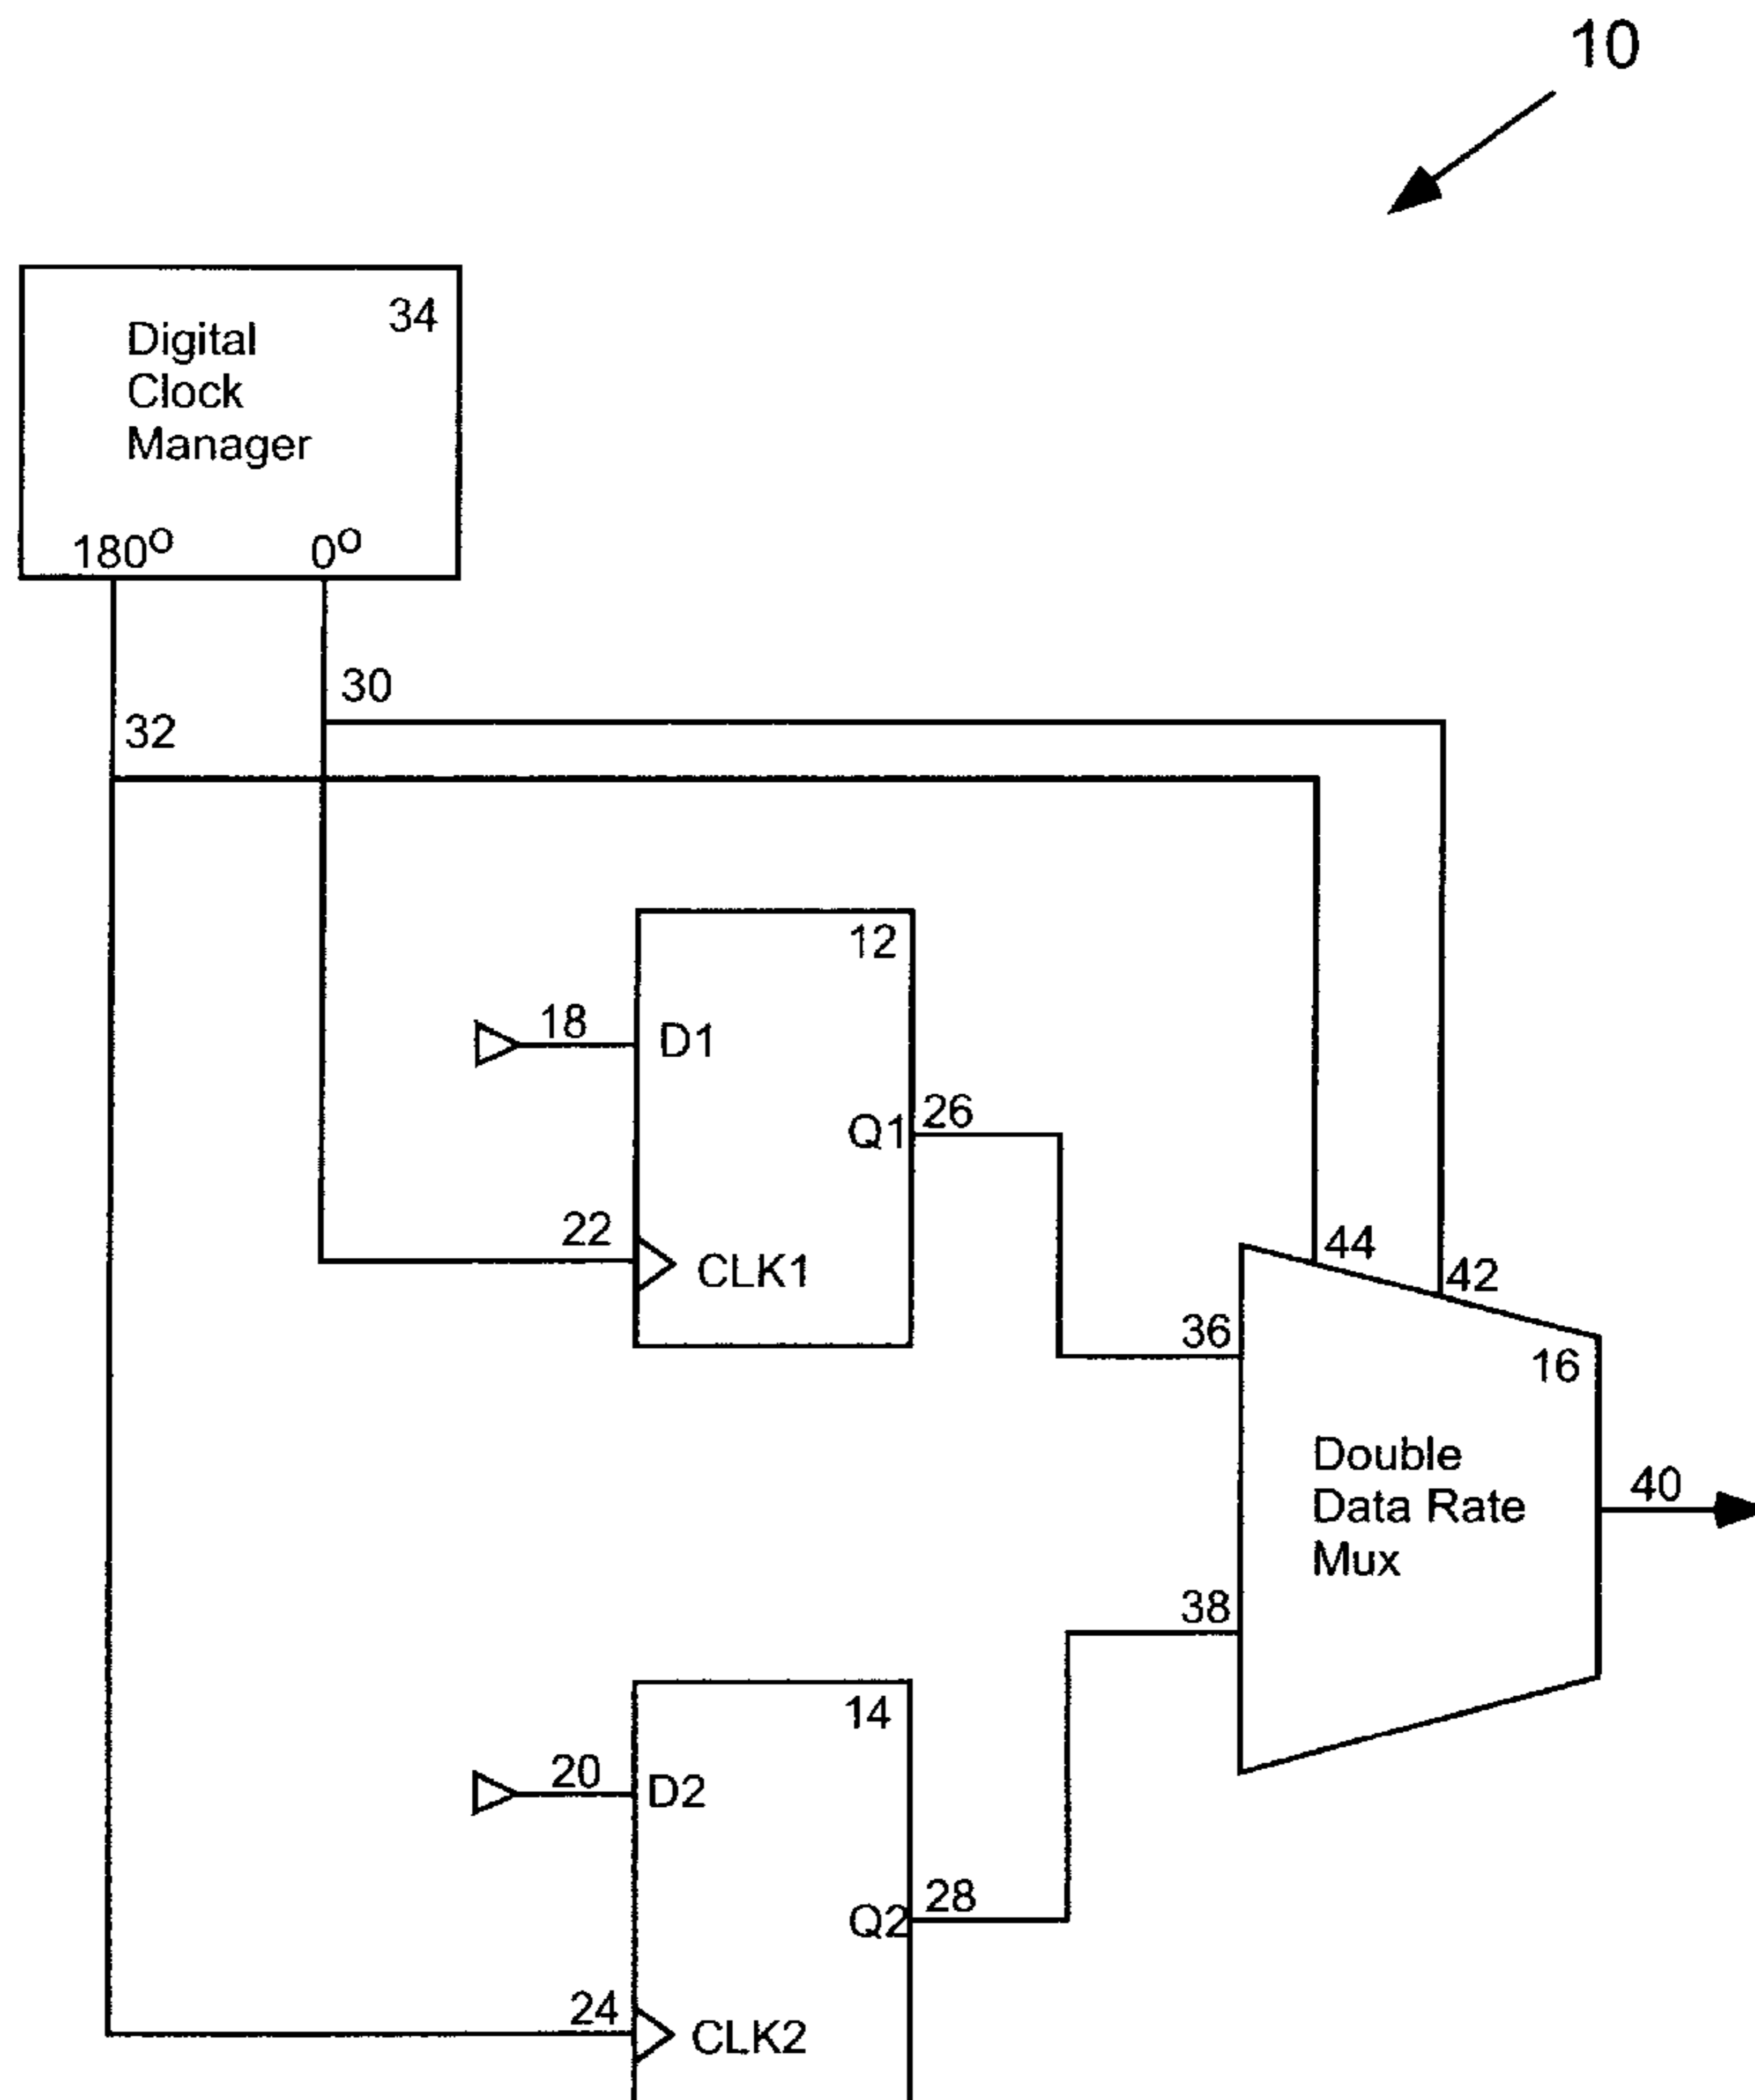 10
34
Digital
Clock
Manager
180° 0°
30
32
12
18
D1
26
Q1
22
CLK1
44
42
36
16
Double
Data Rate
Mux
40
38
14
20
D2
28
Q2
24
CLK2